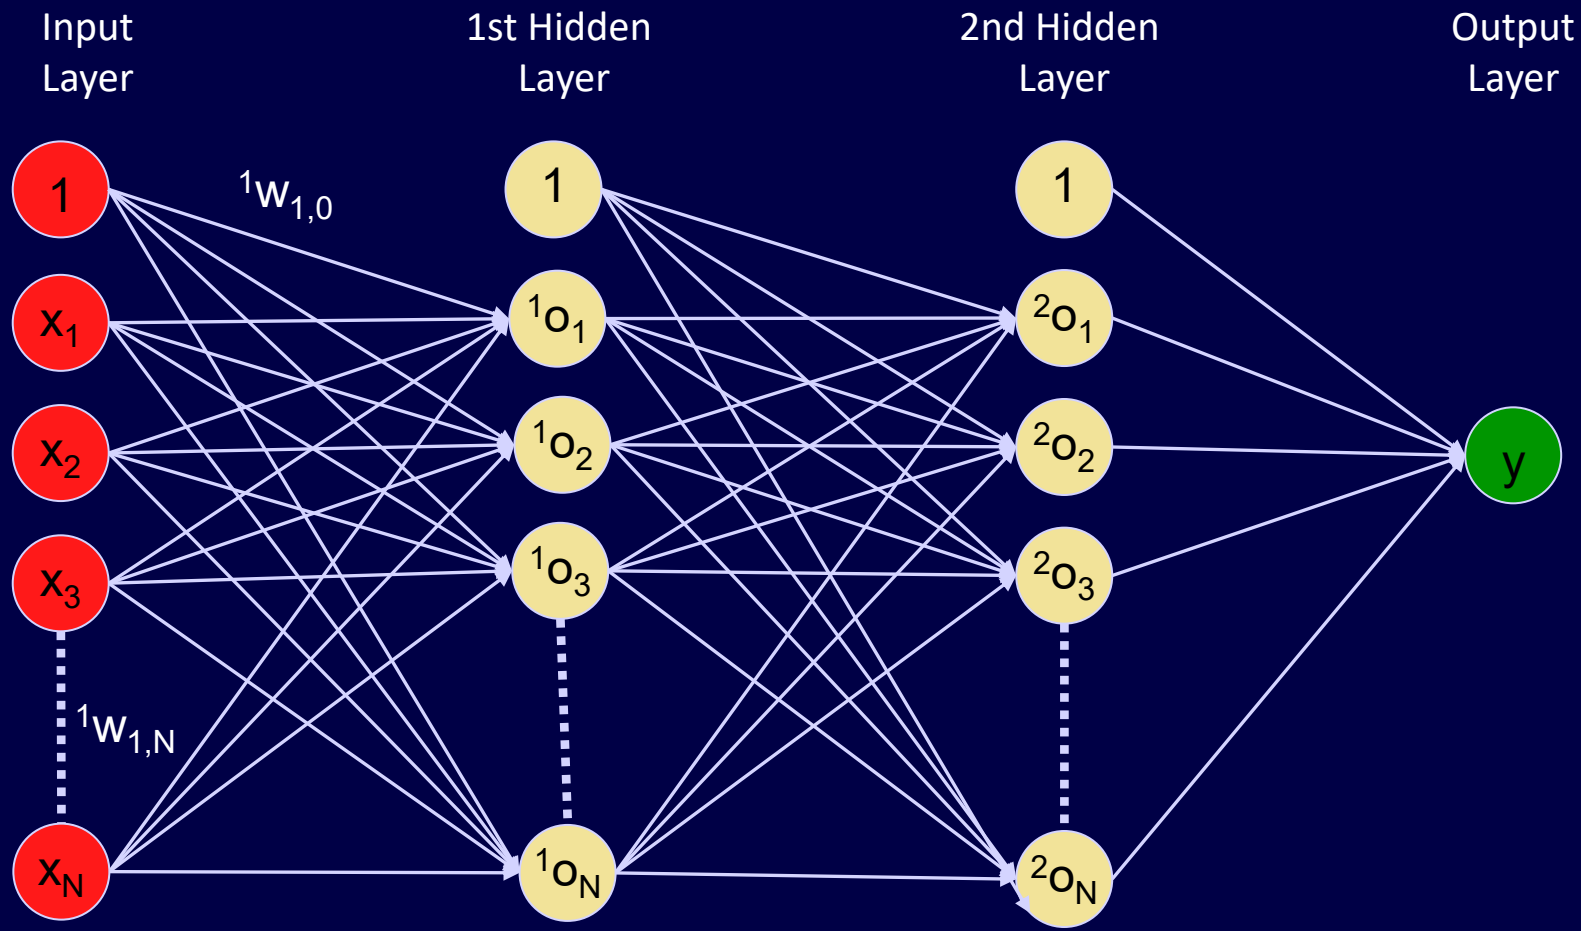 Input Layer
1st Hidden Layer
2nd Hidden Layer
Output Layer
1
¹w₁,₀
1
1
x₁
¹o₁
²o₁
x₂
¹o₂
²o₂
y
x₃
¹o₃
²o₃
¹w₁,N
xN
¹oN
²oN